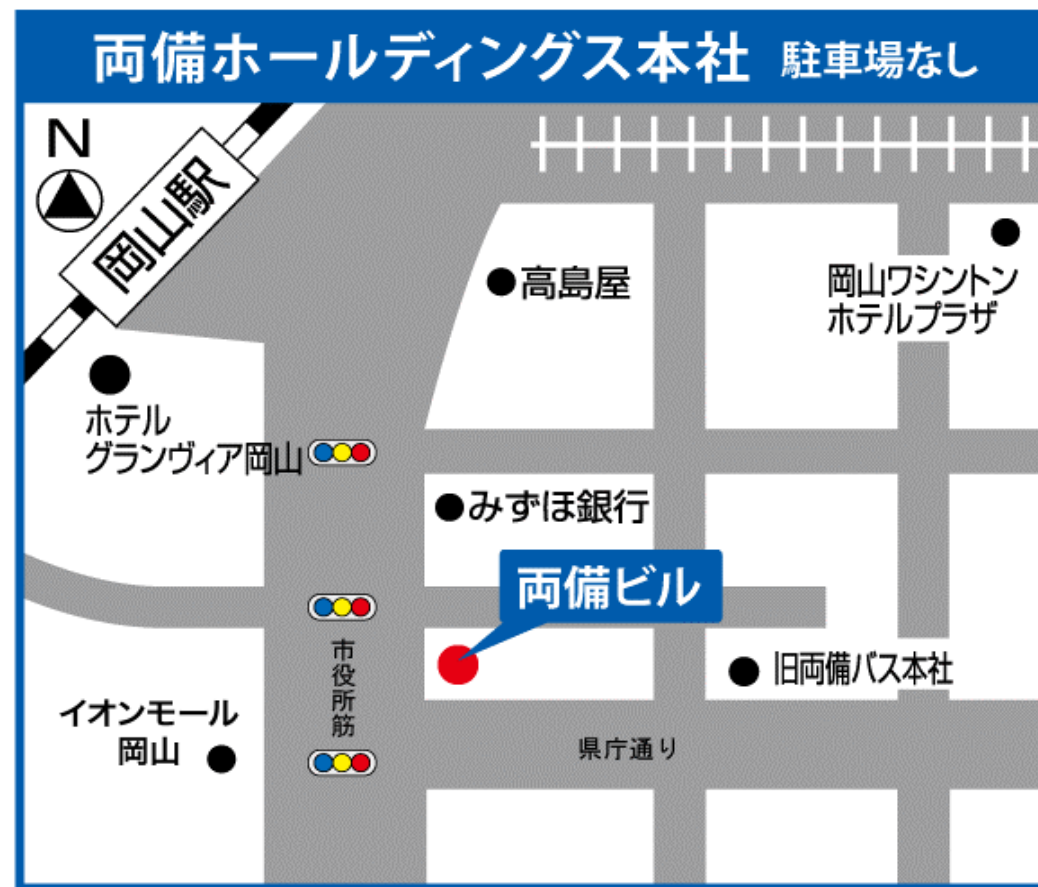 両備ホールディングス本社 駐車場なし
N
岡山駅
高島屋
岡山ワシントン
ホテルプラザ
ホテル
グランヴィア岡山
みずほ銀行
両備ビル
市役所筋
旧両備バス本社
イオンモール
岡山
県庁通り